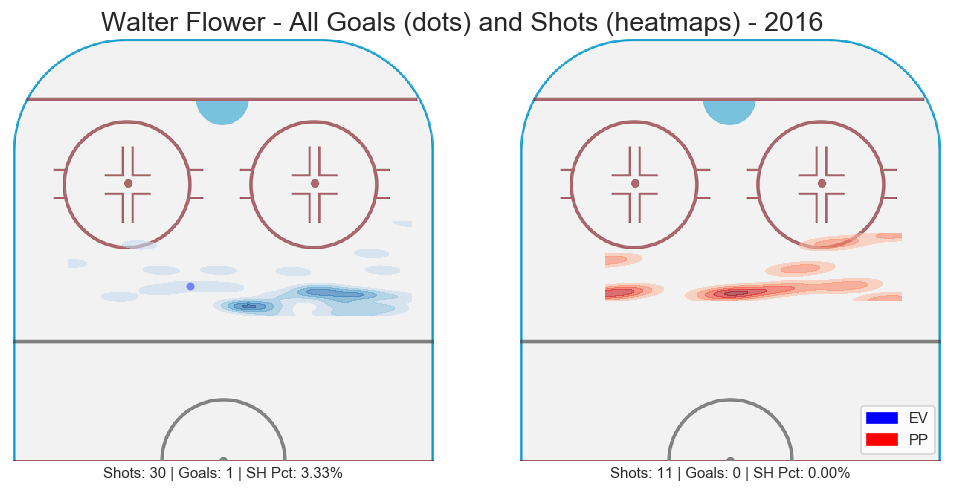 Walter Flower - All Goals (dots) and Shots (heatmaps) - 2016
EV
PP
Shots: 30 | Goals: 1 | SH Pct: 3.33%
Shots: 11 | Goals: 0 | SH Pct: 0.00%